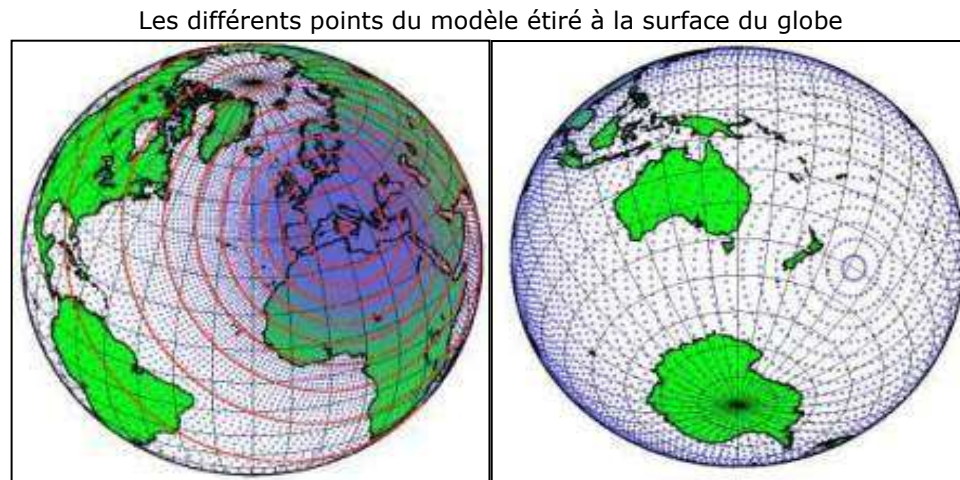 Les différents points du modèle étiré à la surface du globe